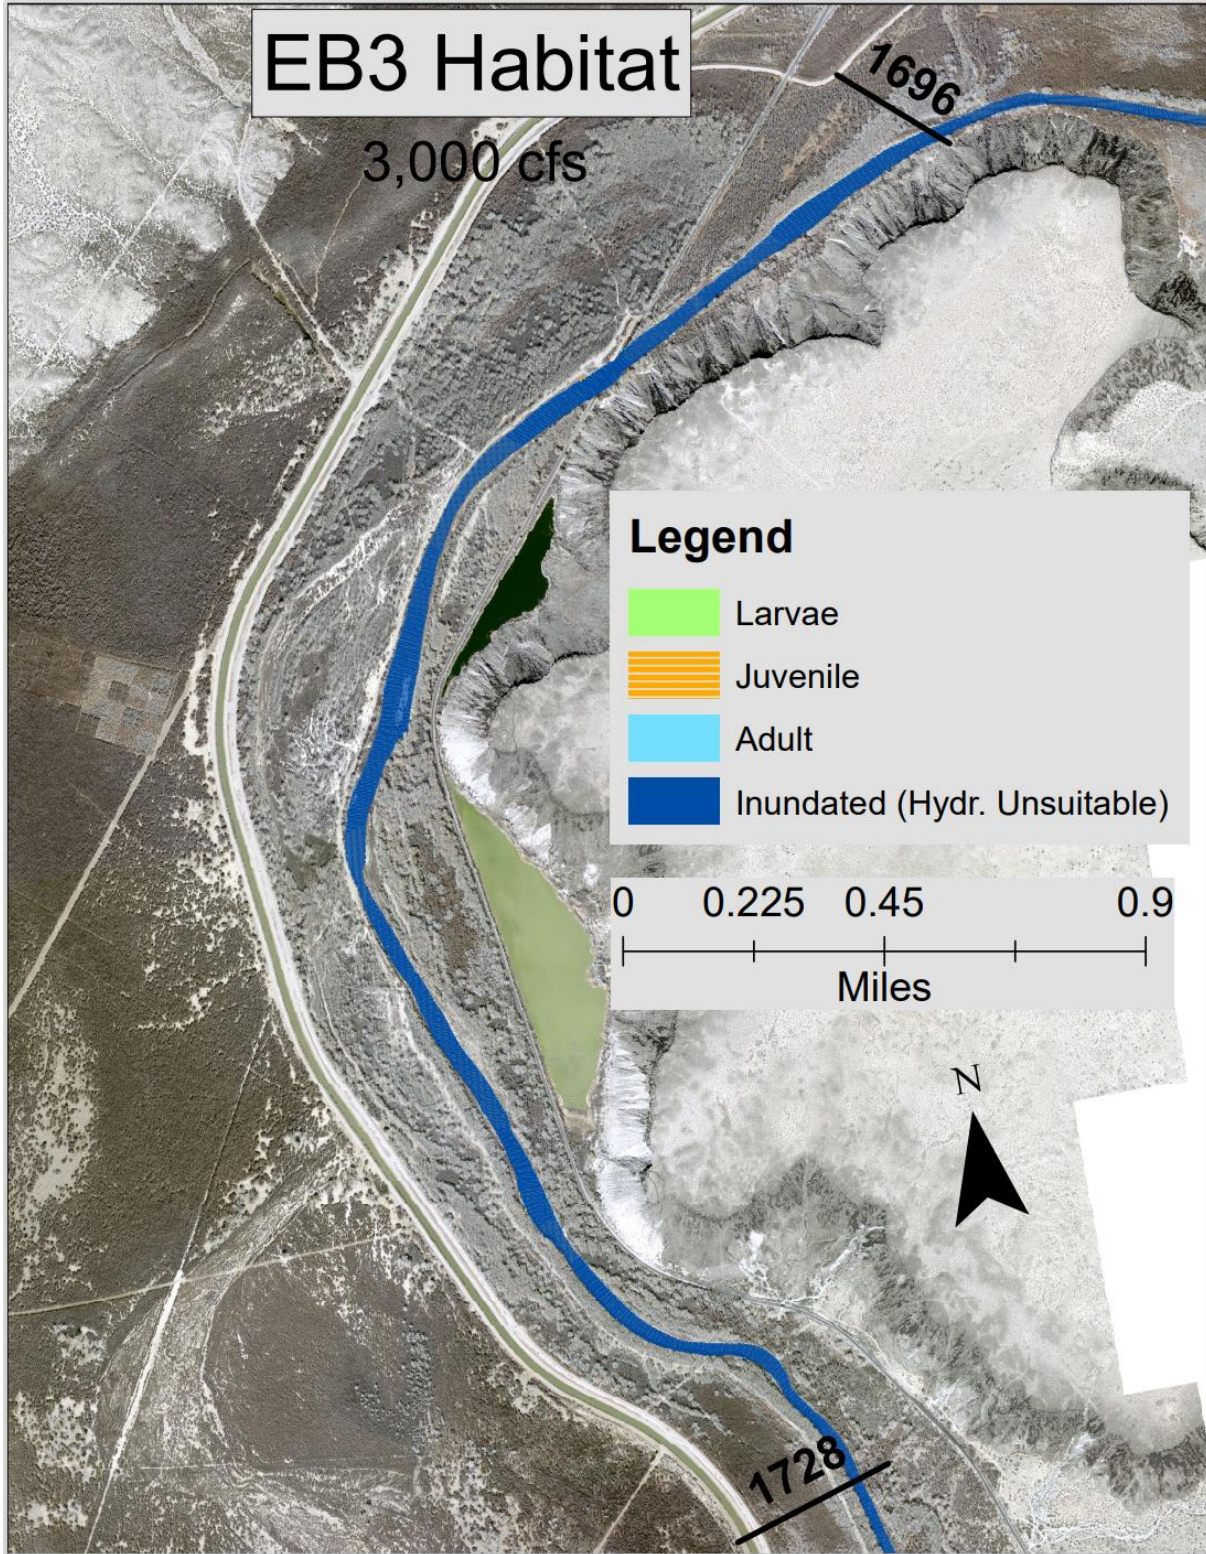 EB3 Habitat
3,000 cfs
1696
Legend
Larvae
Juvenile
Adult
Inundated (Hydr. Unsuitable)
0 0.225 0.45 0.9
Miles
N
1728